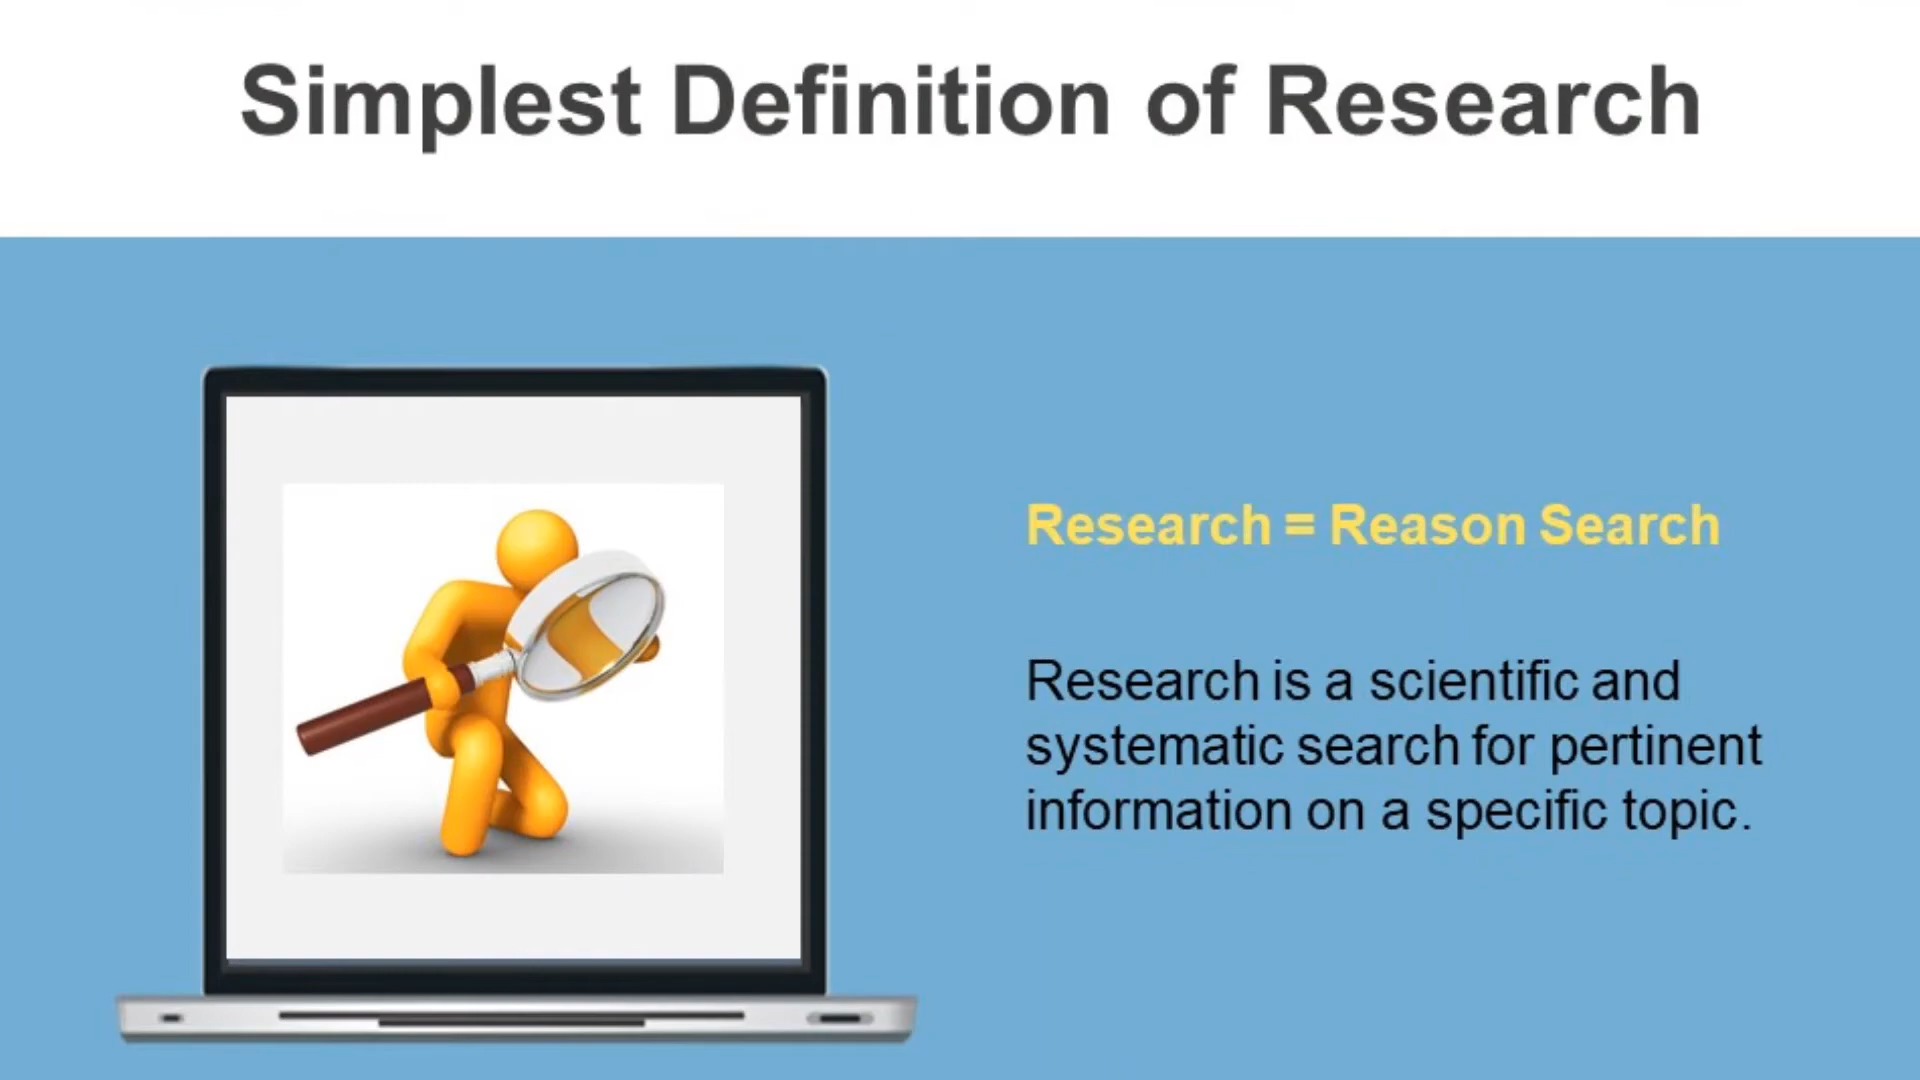 Simplest Definition of Research
Research = Reason Search
Research is a scientific and
systematic search for pertinent
information on a specific topic.